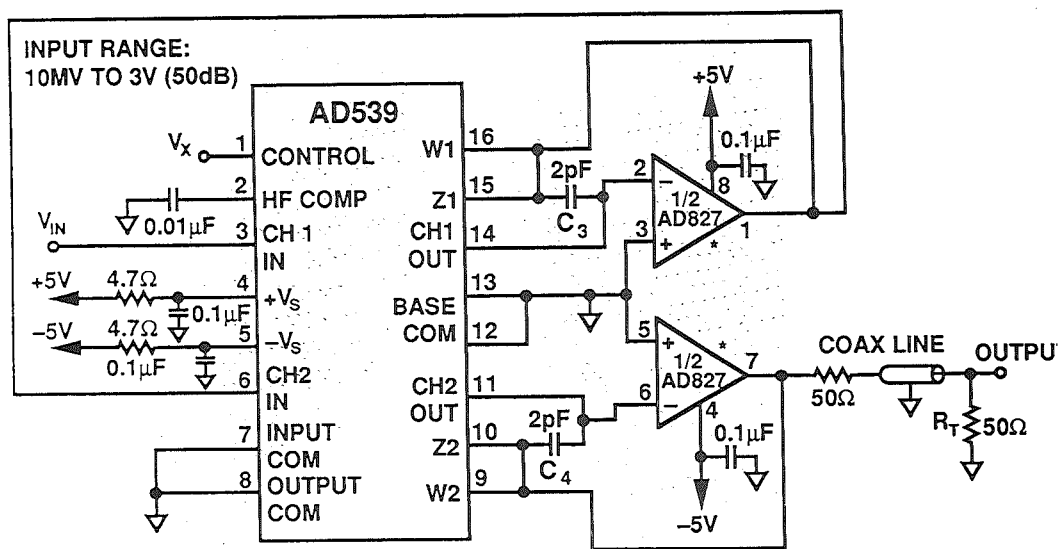 INPUT RANGE:
10MV TO 3V (50dB)
AD539
VX
1
CONTROL
2
HF COMP
0.01µF
VIN
3
CH 1
IN
+5V
4.7Ω
4
+VS
0.1µF
−5V
4.7Ω
5
−VS
0.1µF
6
CH2
IN
7
INPUT
COM
8
OUTPUT
COM
W1
16
Z1
15
CH1
OUT
14
BASE
COM
13
12
CH2
OUT
11
Z2
10
W2
9
2pF
C3
2pF
C4
+5V
0.1µF
8
2
−
1/2
AD827
3
+
*
1
5
+
*
1/2
AD827
6
−
7
4
0.1µF
−5V
COAX LINE
50Ω
OUTPUT
RT
50Ω